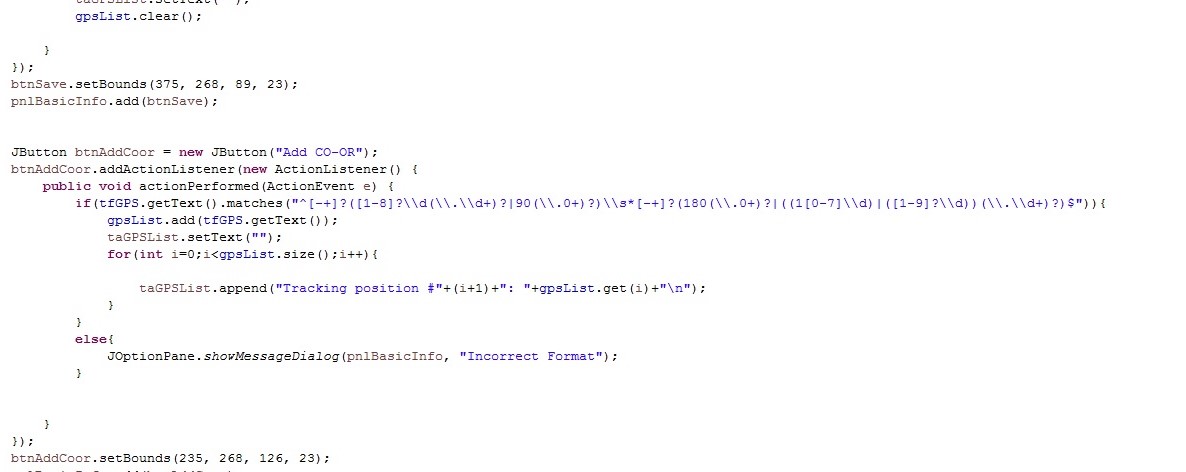 gpsList.clear();
}
});
btnSave.setBounds(375, 268, 89, 23);
pnlBasicInfo.add(btnSave);
JButton btnAddCoor = new JButton("Add CO-OR");
btnAddCoor.addActionListener(new ActionListener() {
public void actionPerformed(ActionEvent e) {
if(tfGPS.getText().matches("^[-+]?([1-8]?\\d(\\.\\d+)?|90(\\.0+)?)\\s*[-+]?(180(\\.0+)?|((1[0-7]\\d)|([1-9]?\\d))(\\.\\d+)?)$")){
gpsList.add(tfGPS.getText());
taGPSList.setText("");
for(int i=0;i<gpsList.size();i++){
taGPSList.append("Tracking position #"+(i+1)+": "+gpsList.get(i)+"\n");
}
}
else{
JOptionPane.showMessageDialog(pnlBasicInfo, "Incorrect Format");
}
}
});
btnAddCoor.setBounds(235, 268, 126, 23);